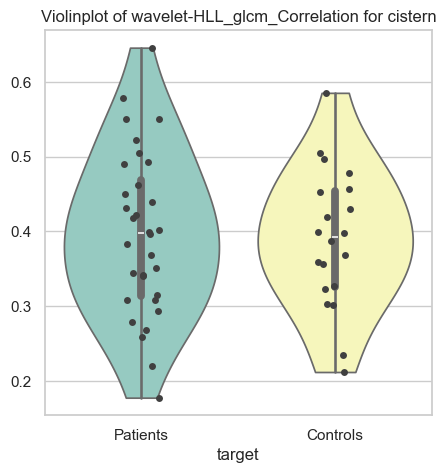 Violinplot of wavelet-HLL_glcm_Correlation for cistern
0.6
0.5
0.4
0.3
0.2
Patients Controls
target